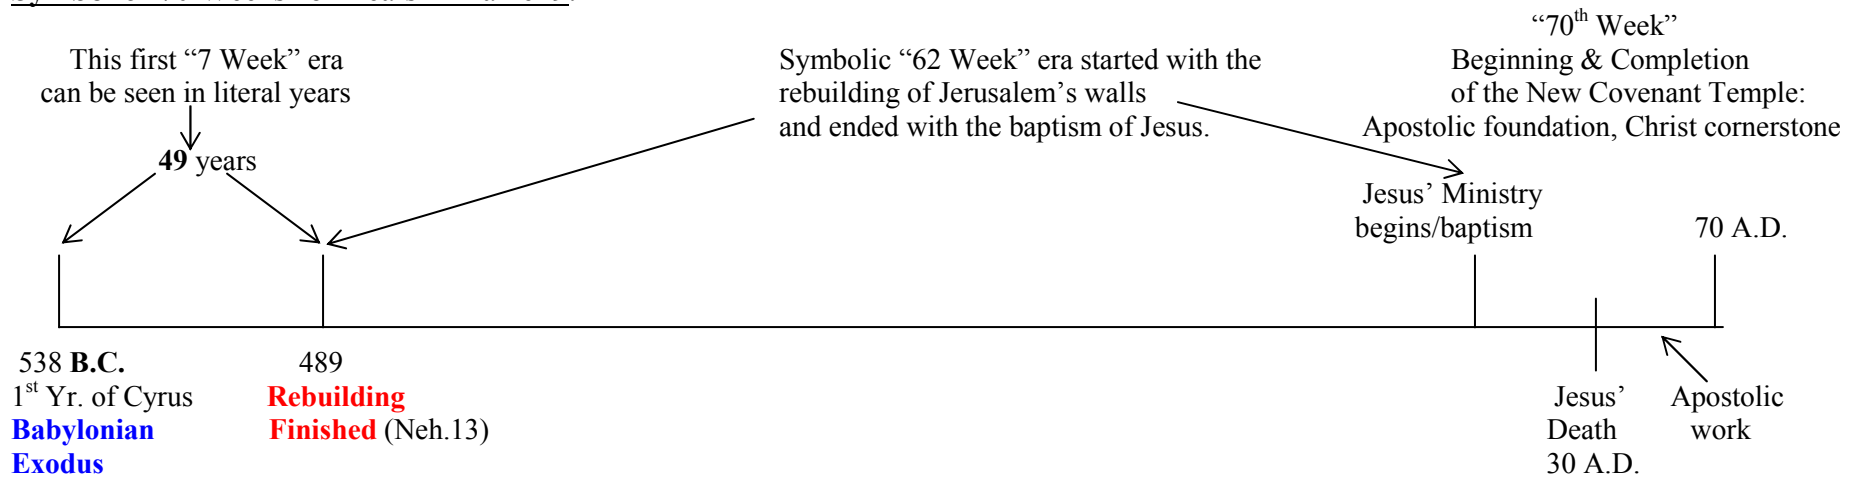 This first “7 Week” era
can be seen in literal years
49 years
Symbolic “62 Week” era started with the
rebuilding of Jerusalem’s walls
and ended with the baptism of Jesus.
“70th Week”
Beginning & Completion
of the New Covenant Temple:
Apostolic foundation, Christ cornerstone
Jesus’ Ministry
begins/baptism
70 A.D.
538 B.C.
1st Yr. of Cyrus
Babylonian
Exodus
489
Rebuilding
Finished (Neh.13)
Jesus’
Death
30 A.D.
Apostolic
work